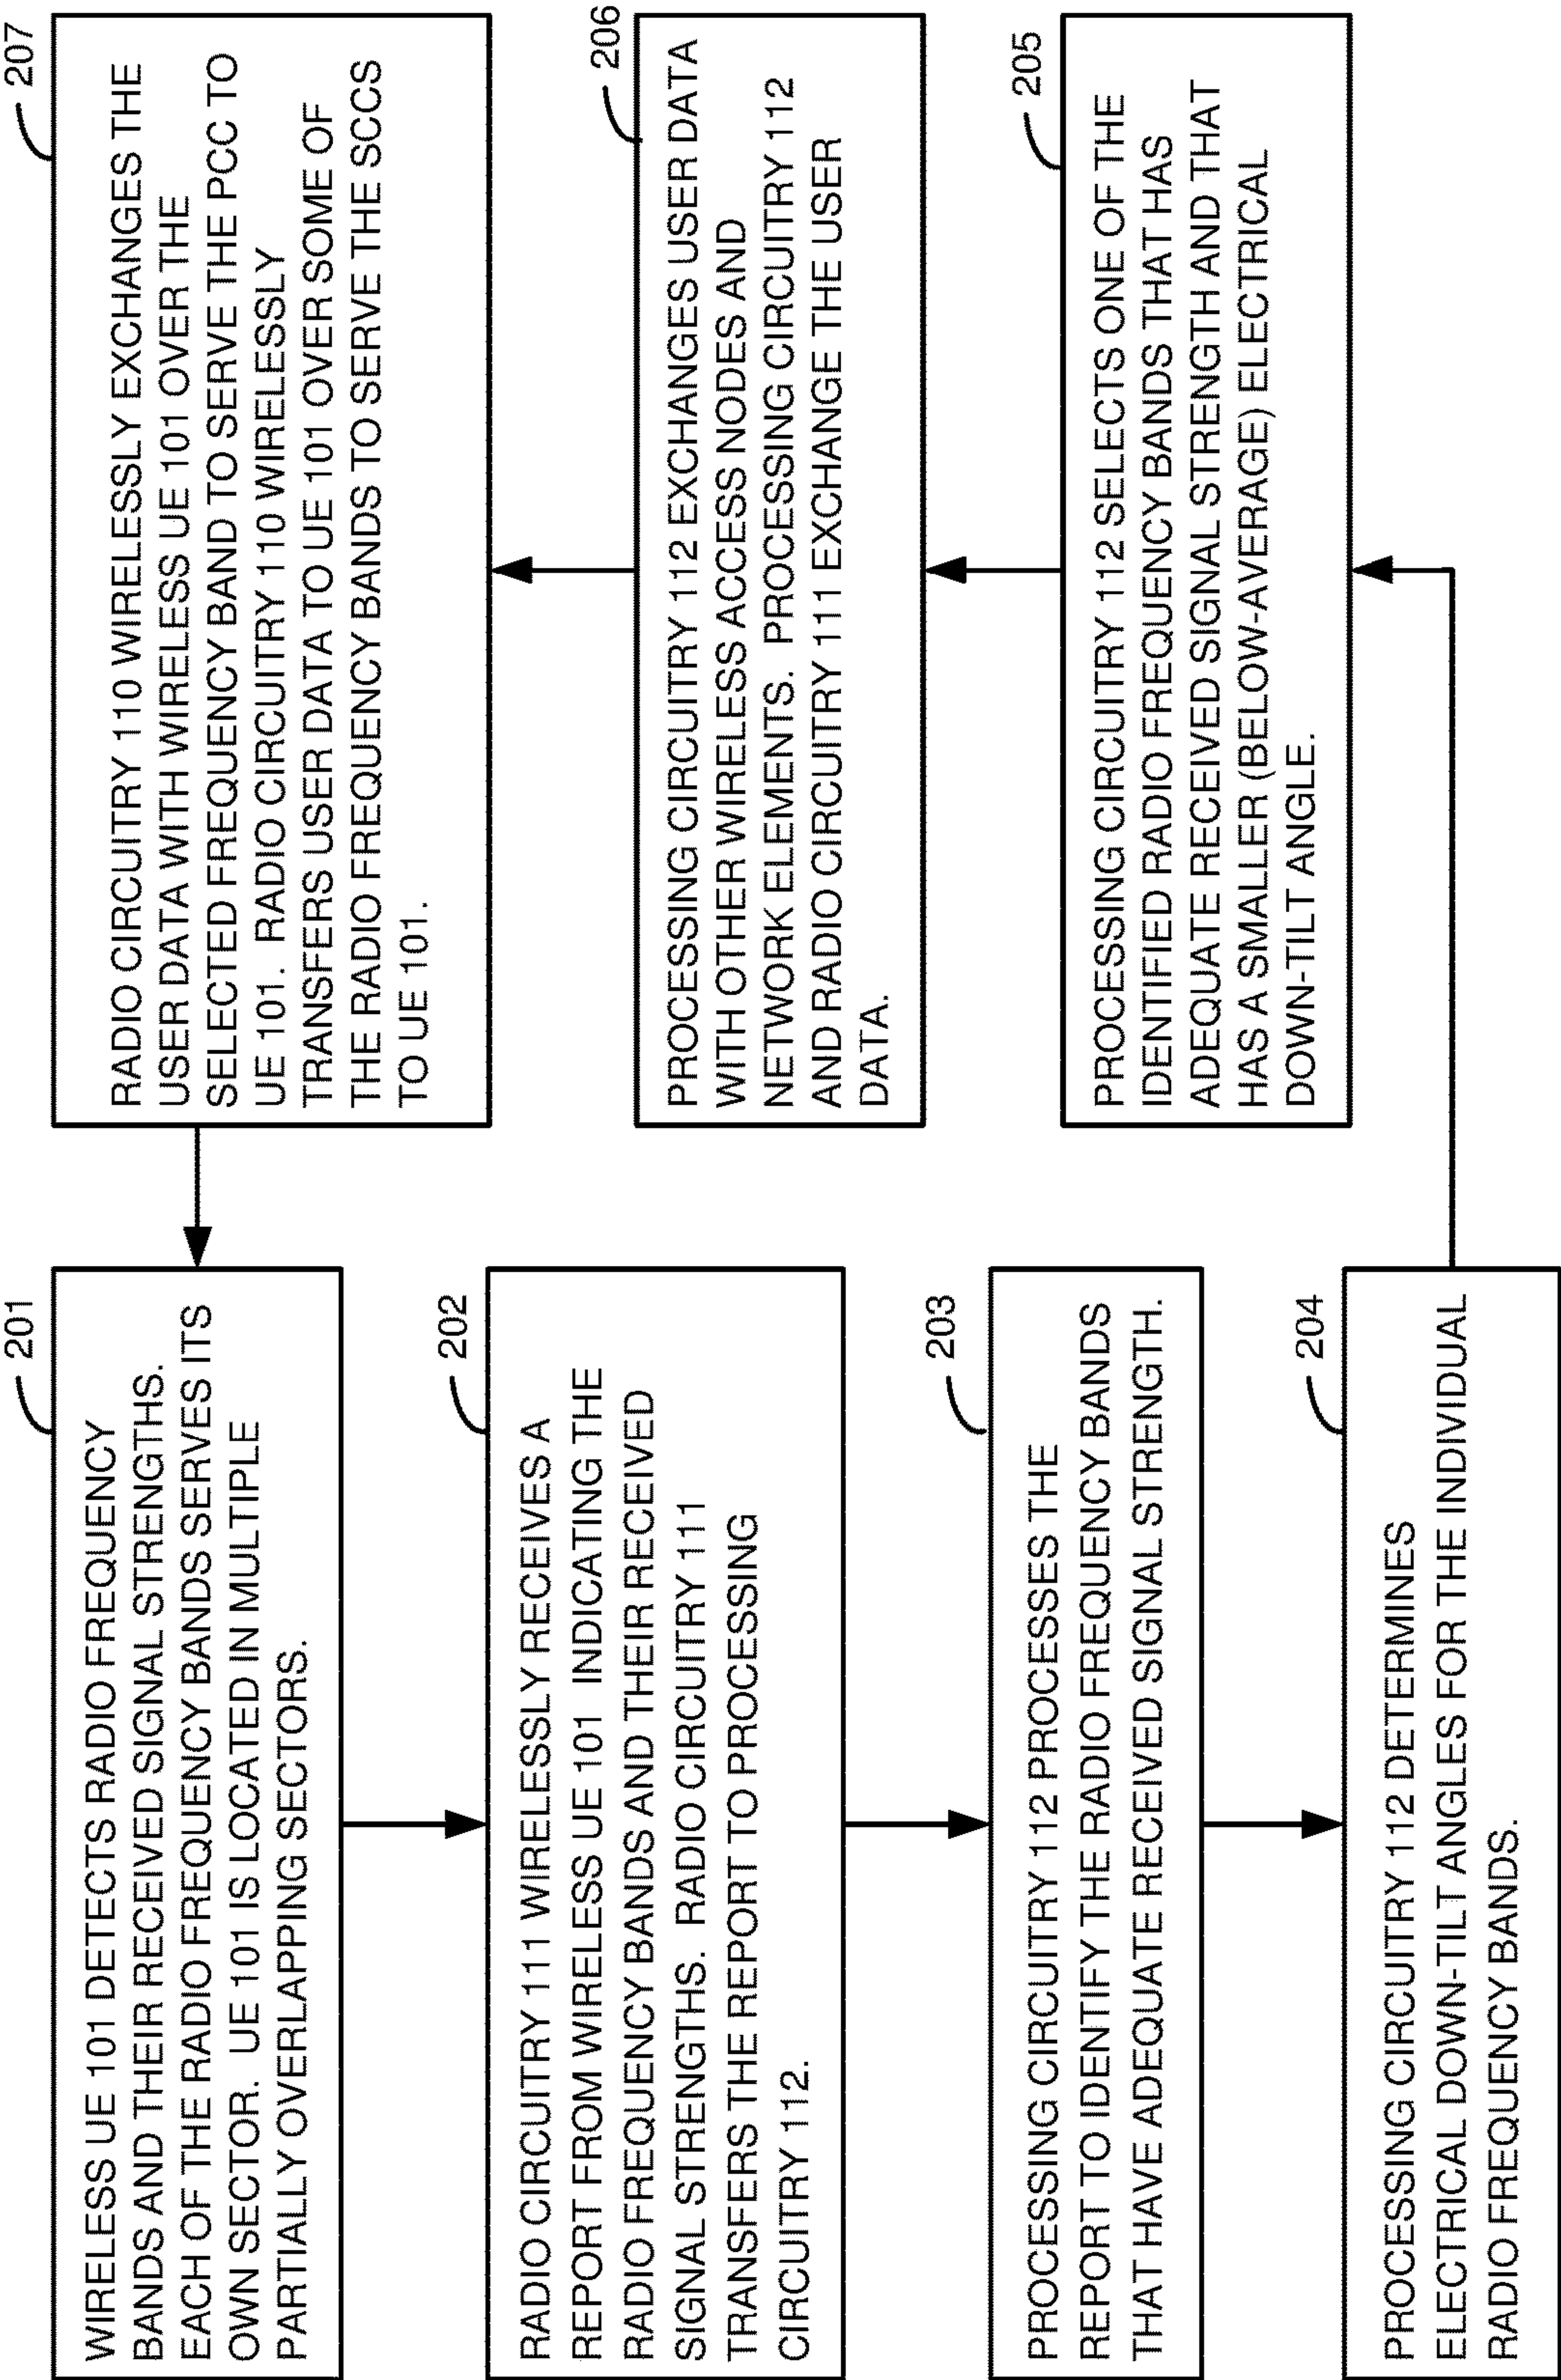 201
WIRELESS UE 101 DETECTS RADIO FREQUENCY
BANDS AND THEIR RECEIVED SIGNAL STRENGTHS.
EACH OF THE RADIO FREQUENCY BANDS SERVES ITS
OWN SECTOR. UE 101 IS LOCATED IN MULTIPLE
PARTIALLY OVERLAPPING SECTORS.
202
RADIO CIRCUITRY 111 WIRELESSLY RECEIVES A
REPORT FROM WIRELESS UE 101 INDICATING THE
RADIO FREQUENCY BANDS AND THEIR RECEIVED
SIGNAL STRENGTHS. RADIO CIRCUITRY 111
TRANSFERS THE REPORT TO PROCESSING
CIRCUITRY 112.
203
PROCESSING CIRCUITRY 112 PROCESSES THE
REPORT TO IDENTIFY THE RADIO FREQUENCY BANDS
THAT HAVE ADEQUATE RECEIVED SIGNAL STRENGTH.
204
PROCESSING CIRCUITRY 112 DETERMINES
ELECTRICAL DOWN-TILT ANGLES FOR THE INDIVIDUAL
RADIO FREQUENCY BANDS.
205
PROCESSING CIRCUITRY 112 SELECTS ONE OF THE
IDENTIFIED RADIO FREQUENCY BANDS THAT HAS
ADEQUATE RECEIVED SIGNAL STRENGTH AND THAT
HAS A SMALLER (BELOW-AVERAGE) ELECTRICAL
DOWN-TILT ANGLE.
206
PROCESSING CIRCUITRY 112 EXCHANGES USER DATA
WITH OTHER WIRELESS ACCESS NODES AND
NETWORK ELEMENTS. PROCESSING CIRCUITRY 112
AND RADIO CIRCUITRY 111 EXCHANGE THE USER
DATA.
207
RADIO CIRCUITRY 110 WIRELESSLY EXCHANGES THE
USER DATA WITH WIRELESS UE 101 OVER THE
SELECTED FREQUENCY BAND TO SERVE THE PCC TO
UE 101. RADIO CIRCUITRY 110 WIRELESSLY
TRANSFERS USER DATA TO UE 101 OVER SOME OF
THE RADIO FREQUENCY BANDS TO SERVE THE SCCS
TO UE 101.